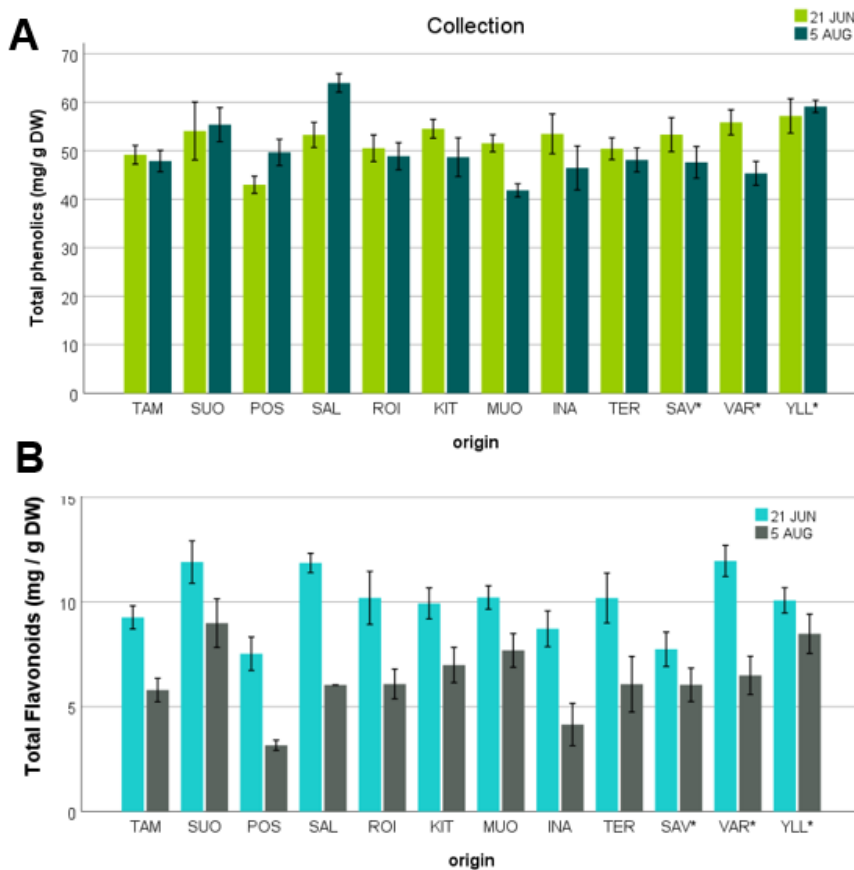 A
Collection
21 JUN
5 AUG
Total phenolics (mg/ g DW)
70
60
50
40
30
20
10
0
TAM SUO POS SAL ROI KIT MUO INA TER SAV* VAR* YLL*
origin
B
Total Flavonoids (mg / g DW)
21 JUN
5 AUG
15
10
5
0
TAM SUO POS SAL ROI KIT MUO INA TER SAV* VAR* YLL*
origin